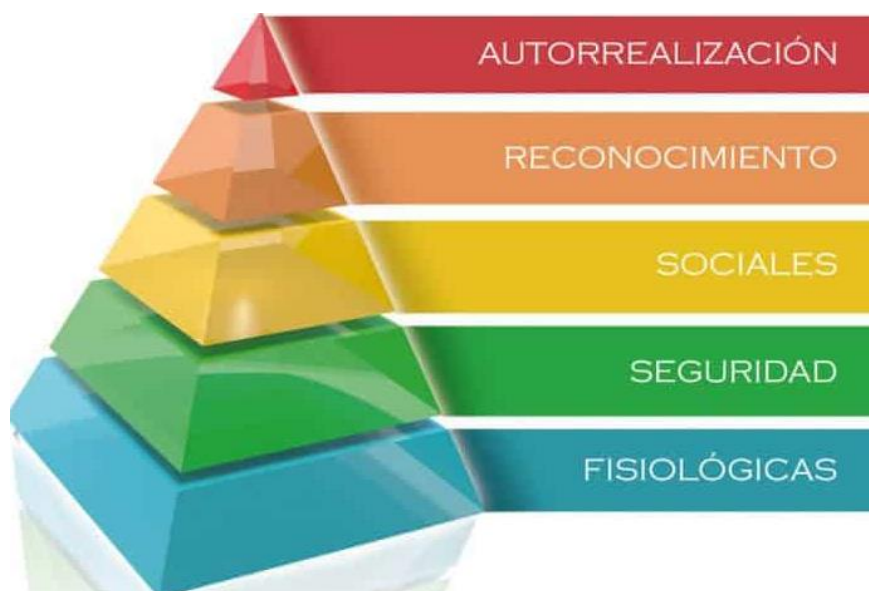 AUTORREALIZACIÓN
RECONOCIMIENTO
SOCIALES
SEGURIDAD
FISIOLÓGICAS